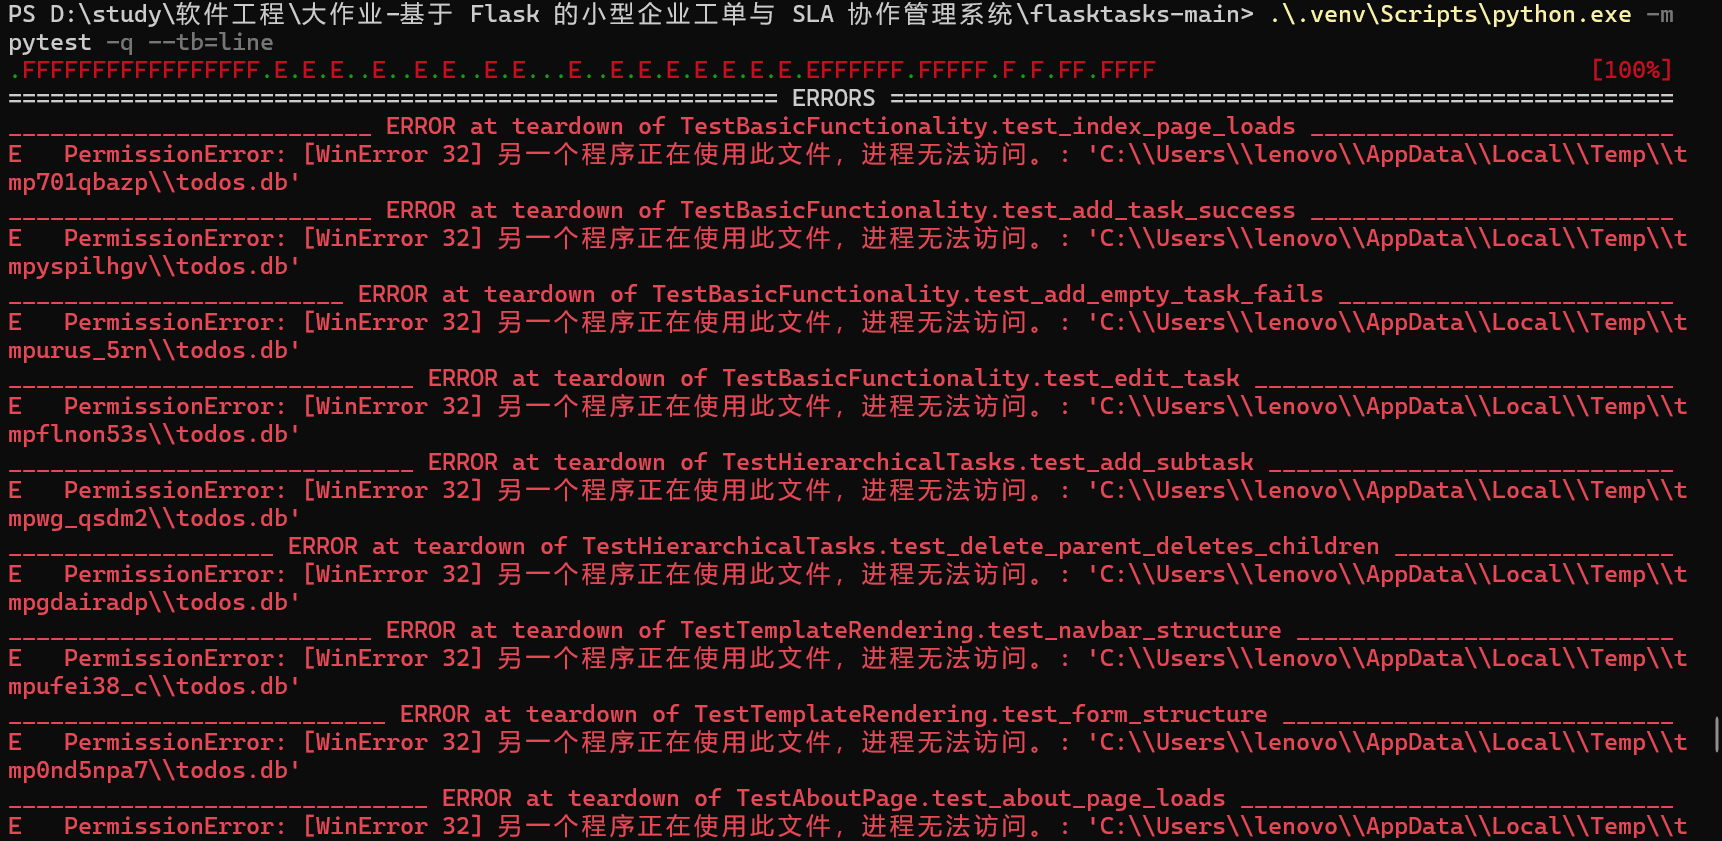 PS D:\study\软件工程\大作业-基于 Flask 的小型企业工单与 SLA 协作管理系统\flasktasks-main> .\.venv\Scripts\python.exe -m
pytest -q --tb=line
.FFFFFFFFFFFFFFFFF.E.E.E..E..E.E..E.E...E..E.E.E.E.E.E.E.EFFFFFF.FFFFF.F.F.FF.FFFF [100%]
======================================================= ERRORS ========================================================
__________________________ ERROR at teardown of TestBasicFunctionality.test_index_page_loads __________________________
E   PermissionError: [WinError 32] 另一个程序正在使用此文件，进程无法访问。: 'C:\\Users\\lenovo\\AppData\\Local\\Temp\\t
mp701qbazp\\todos.db'
__________________________ ERROR at teardown of TestBasicFunctionality.test_add_task_success __________________________
E   PermissionError: [WinError 32] 另一个程序正在使用此文件，进程无法访问。: 'C:\\Users\\lenovo\\AppData\\Local\\Temp\\t
mpyspilhgv\\todos.db'
________________________ ERROR at teardown of TestBasicFunctionality.test_add_empty_task_fails ________________________
E   PermissionError: [WinError 32] 另一个程序正在使用此文件，进程无法访问。: 'C:\\Users\\lenovo\\AppData\\Local\\Temp\\t
mpurus_5rn\\todos.db'
_____________________________ ERROR at teardown of TestBasicFunctionality.test_edit_task ______________________________
E   PermissionError: [WinError 32] 另一个程序正在使用此文件，进程无法访问。: 'C:\\Users\\lenovo\\AppData\\Local\\Temp\\t
mpflnon53s\\todos.db'
_____________________________ ERROR at teardown of TestHierarchicalTasks.test_add_subtask _____________________________
E   PermissionError: [WinError 32] 另一个程序正在使用此文件，进程无法访问。: 'C:\\Users\\lenovo\\AppData\\Local\\Temp\\t
mpwg_qsdm2\\todos.db'
___________________ ERROR at teardown of TestHierarchicalTasks.test_delete_parent_deletes_children ____________________
E   PermissionError: [WinError 32] 另一个程序正在使用此文件，进程无法访问。: 'C:\\Users\\lenovo\\AppData\\Local\\Temp\\t
mpgdairadp\\todos.db'
__________________________ ERROR at teardown of TestTemplateRendering.test_navbar_structure ___________________________
E   PermissionError: [WinError 32] 另一个程序正在使用此文件，进程无法访问。: 'C:\\Users\\lenovo\\AppData\\Local\\Temp\\t
mpufei38_c\\todos.db'
___________________________ ERROR at teardown of TestTemplateRendering.test_form_structure ____________________________
E   PermissionError: [WinError 32] 另一个程序正在使用此文件，进程无法访问。: 'C:\\Users\\lenovo\\AppData\\Local\\Temp\\t
mp0nd5npa7\\todos.db'
______________________________ ERROR at teardown of TestAboutPage.test_about_page_loads _______________________________
E   PermissionError: [WinError 32] 另一个程序正在使用此文件，进程无法访问。: 'C:\\Users\\lenovo\\AppData\\Local\\Temp\\t